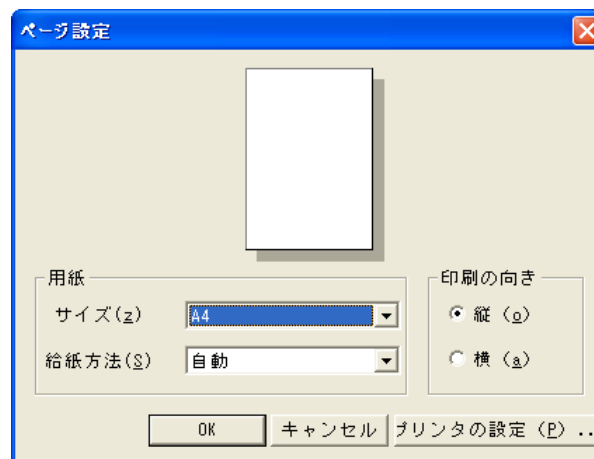 ページ設定
用紙
サイズ(z)
A4
給紙方法(S)
自動
印刷の向き
縦 (o)
横 (a)
OK
キャンセル
プリンタの設定 (P) ..